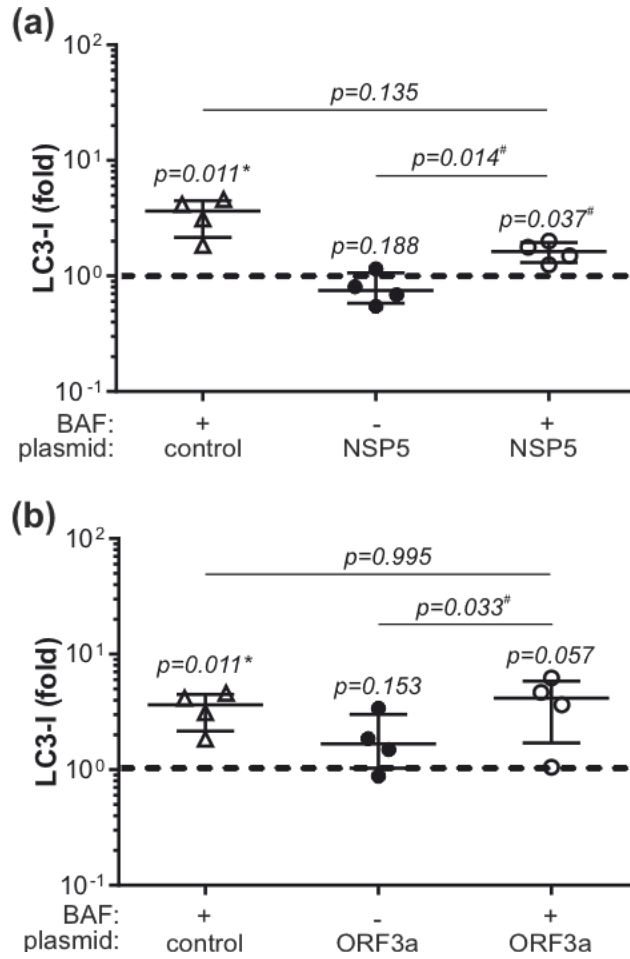 (a)
10²
p=0.135
10¹
p=0.014#
p=0.011*
p=0.037#
p=0.188
LC3-I (fold)
10⁰
10⁻¹
BAF: + - +
plasmid: control NSP5 NSP5
(b)
10²
p=0.995
p=0.033#
10¹
p=0.011* p=0.153 p=0.057
LC3-I (fold)
10⁰
10⁻¹
BAF: + - +
plasmid: control ORF3a ORF3a